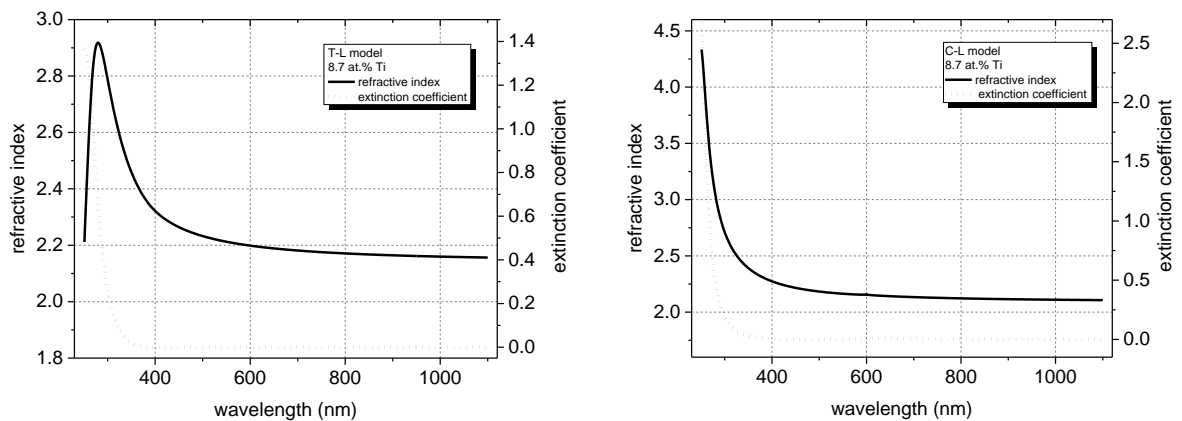 3.0
2.8
2.6
2.4
2.2
2.0
1.8
refractive index
T-L model
8.7 at.% Ti
refractive index
extinction coefficient
1.4
1.2
1.0
0.8
0.6
0.4
0.2
0.0
extinction coefficient
400
600
800
1000
wavelength (nm)
4.5
4.0
3.5
3.0
2.5
2.0
refractive index
C-L model
8.7 at.% Ti
refractive index
extinction coefficient
2.5
2.0
1.5
1.0
0.5
0.0
extinction coefficient
400
600
800
1000
wavelength (nm)